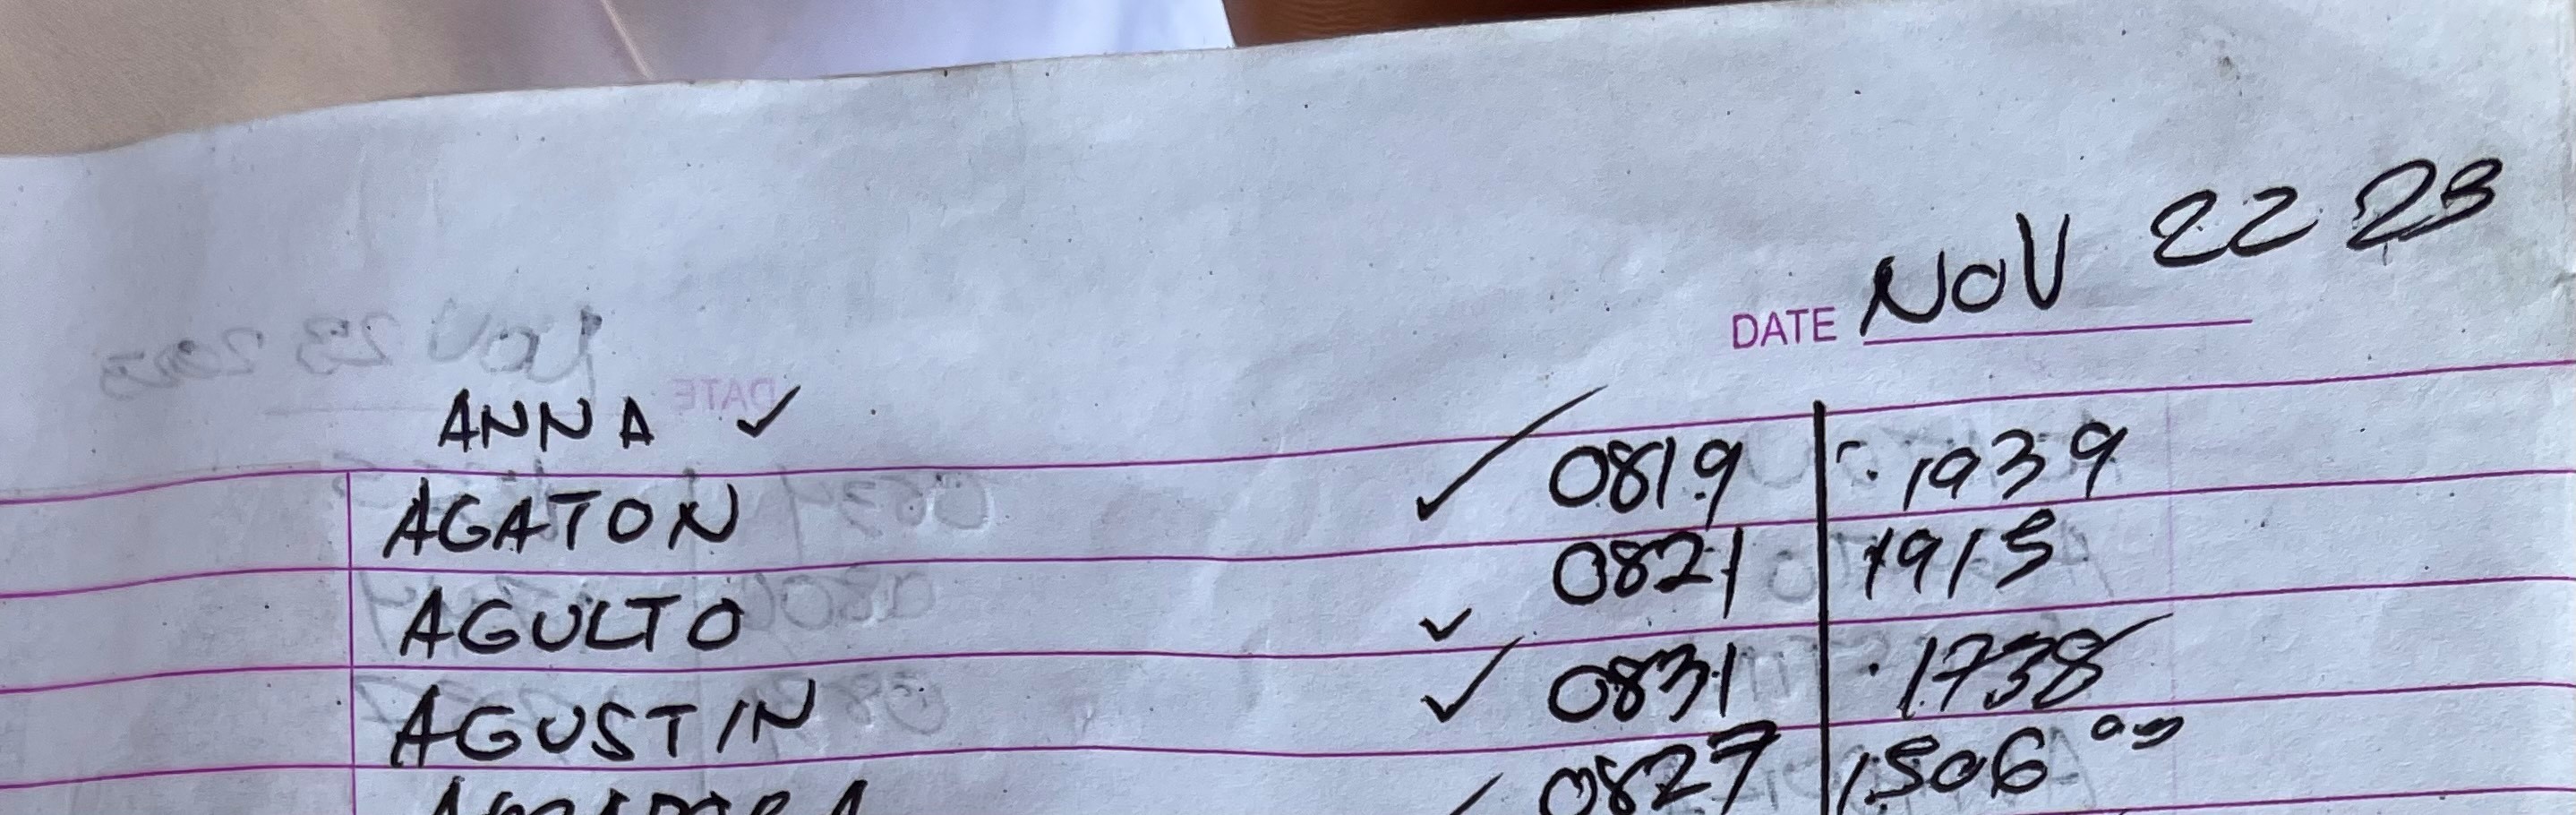 DATE NOV 22 23
ANNA ✓
AGATON ✓ 0819 1939
AGULTO 0821 1915
AGUSTIN ✓ ✓ 0831 1738
0827 1506